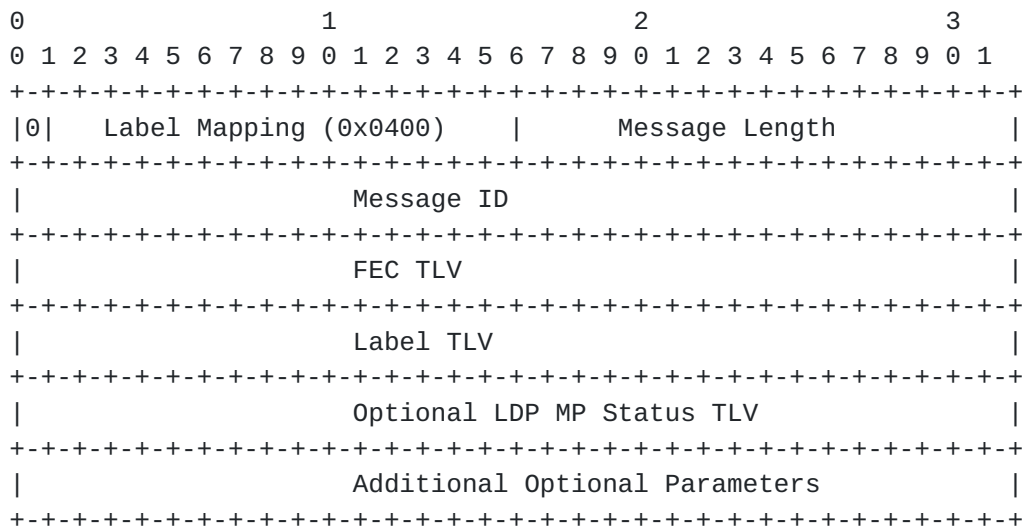 0                   1                   2                   3
0 1 2 3 4 5 6 7 8 9 0 1 2 3 4 5 6 7 8 9 0 1 2 3 4 5 6 7 8 9 0 1
+-+-+-+-+-+-+-+-+-+-+-+-+-+-+-+-+-+-+-+-+-+-+-+-+-+-+-+-+-+-+-+-+
|0|   Label Mapping (0x0400)    |      Message Length           |
+-+-+-+-+-+-+-+-+-+-+-+-+-+-+-+-+-+-+-+-+-+-+-+-+-+-+-+-+-+-+-+-+
|                     Message ID                                |
+-+-+-+-+-+-+-+-+-+-+-+-+-+-+-+-+-+-+-+-+-+-+-+-+-+-+-+-+-+-+-+-+
|                     FEC TLV                                   |
+-+-+-+-+-+-+-+-+-+-+-+-+-+-+-+-+-+-+-+-+-+-+-+-+-+-+-+-+-+-+-+-+
|                     Label TLV                                 |
+-+-+-+-+-+-+-+-+-+-+-+-+-+-+-+-+-+-+-+-+-+-+-+-+-+-+-+-+-+-+-+-+
|                     Optional LDP MP Status TLV                |
+-+-+-+-+-+-+-+-+-+-+-+-+-+-+-+-+-+-+-+-+-+-+-+-+-+-+-+-+-+-+-+-+
|                     Additional Optional Parameters            |
+-+-+-+-+-+-+-+-+-+-+-+-+-+-+-+-+-+-+-+-+-+-+-+-+-+-+-+-+-+-+-+-+